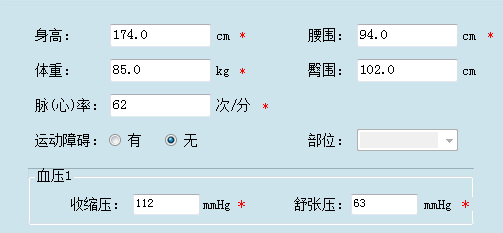 身高： 174.0 cm * 腰围： 94.0 cm *
体重： 85.0 kg * 臀围： 102.0 cm
脉(心)率： 62 次/分 *
运动障碍： 有 无 部位：
血压1
收缩压： 112 mmHg * 舒张压： 63 mmHg *